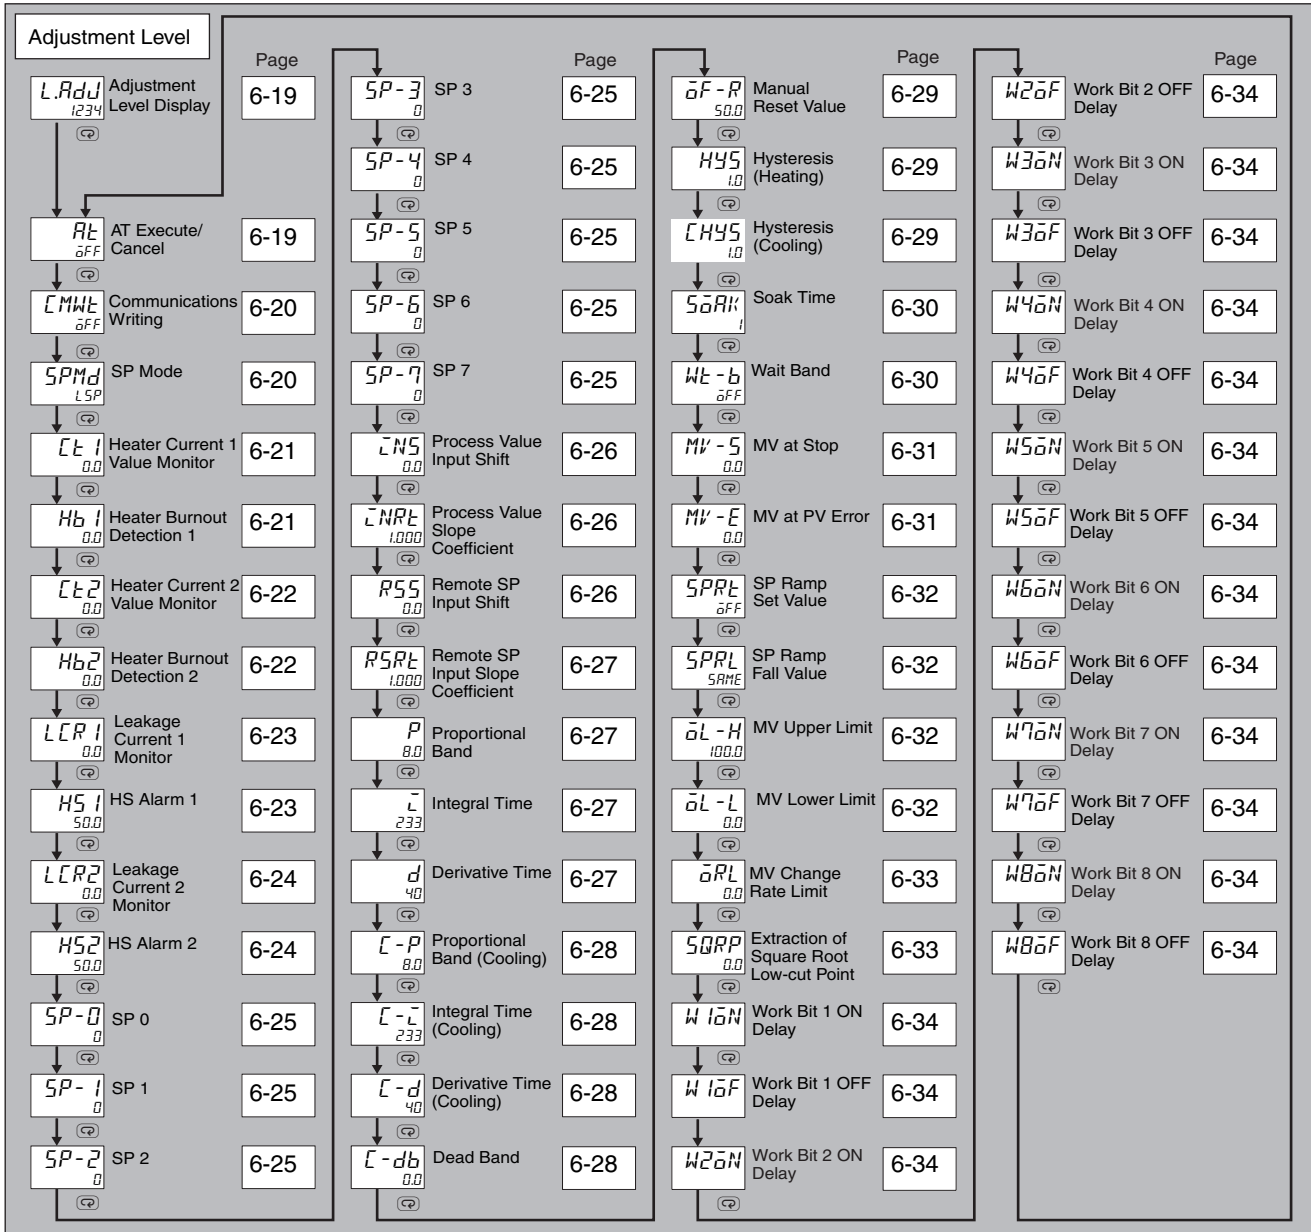 Adjustment Level
Page
L.AdJ
1234
Adjustment
Level Display
6-19
At
oFF
AT Execute/
Cancel
6-19
CMWt
oFF
Communications
Writing
6-20
SPMd
LSP
SP Mode
6-20
Ct1
0.0
Heater Current 1
Value Monitor
6-21
Hb1
0.0
Heater Burnout
Detection 1
6-21
Ct2
0.0
Heater Current 2
Value Monitor
6-22
Hb2
0.0
Heater Burnout
Detection 2
6-22
LCR1
0.0
Leakage
Current 1
Monitor
6-23
HS1
50.0
HS Alarm 1
6-23
LCR2
0.0
Leakage
Current 2
Monitor
6-24
HS2
50.0
HS Alarm 2
6-24
SP-0
0
SP 0
6-25
SP-1
0
SP 1
6-25
SP-2
0
SP 2
6-25
Page
SP-3
0
SP 3
6-25
SP-4
0
SP 4
6-25
SP-5
0
SP 5
6-25
SP-6
0
SP 6
6-25
SP-7
0
SP 7
6-25
iNS
0.0
Process Value
Input Shift
6-26
iNRt
1.000
Process Value
Slope
Coefficient
6-26
RSS
0.0
Remote SP
Input Shift
6-26
RSRt
1.000
Remote SP
Input Slope
Coefficient
6-27
P
8.0
Proportional
Band
6-27
i
233
Integral Time
6-27
d
40
Derivative Time
6-27
C-P
8.0
Proportional
Band (Cooling)
6-28
C-i
233
Integral Time
(Cooling)
6-28
C-d
40
Derivative Time
(Cooling)
6-28
C-db
0.0
Dead Band
6-28
Page
oF-R
50.0
Manual
Reset Value
6-29
HYS
1.0
Hysteresis
(Heating)
6-29
CHYS
1.0
Hysteresis
(Cooling)
6-29
SoAK
1
Soak Time
6-30
Wt-b
oFF
Wait Band
6-30
MV-S
0.0
MV at Stop
6-31
MV-E
0.0
MV at PV Error
6-31
SPRt
oFF
SP Ramp
Set Value
6-32
SPRL
SAME
SP Ramp
Fall Value
6-32
oL-H
100.0
MV Upper Limit
6-32
oL-L
0.0
MV Lower Limit
6-32
oRL
0.0
MV Change
Rate Limit
6-33
SQRP
0.0
Extraction of
Square Root
Low-cut Point
6-33
W1oN
Work Bit 1 ON
Delay
6-34
W1oF
Work Bit 1 OFF
Delay
6-34
W2oN
Work Bit 2 ON
Delay
6-34
Page
W2oF
Work Bit 2 OFF
Delay
6-34
W3oN
Work Bit 3 ON
Delay
6-34
W3oF
Work Bit 3 OFF
Delay
6-34
W4oN
Work Bit 4 ON
Delay
6-34
W4oF
Work Bit 4 OFF
Delay
6-34
W5oN
Work Bit 5 ON
Delay
6-34
W5oF
Work Bit 5 OFF
Delay
6-34
W6oN
Work Bit 6 ON
Delay
6-34
W6oF
Work Bit 6 OFF
Delay
6-34
W7oN
Work Bit 7 ON
Delay
6-34
W7oF
Work Bit 7 OFF
Delay
6-34
W8oN
Work Bit 8 ON
Delay
6-34
W8oF
Work Bit 8 OFF
Delay
6-34